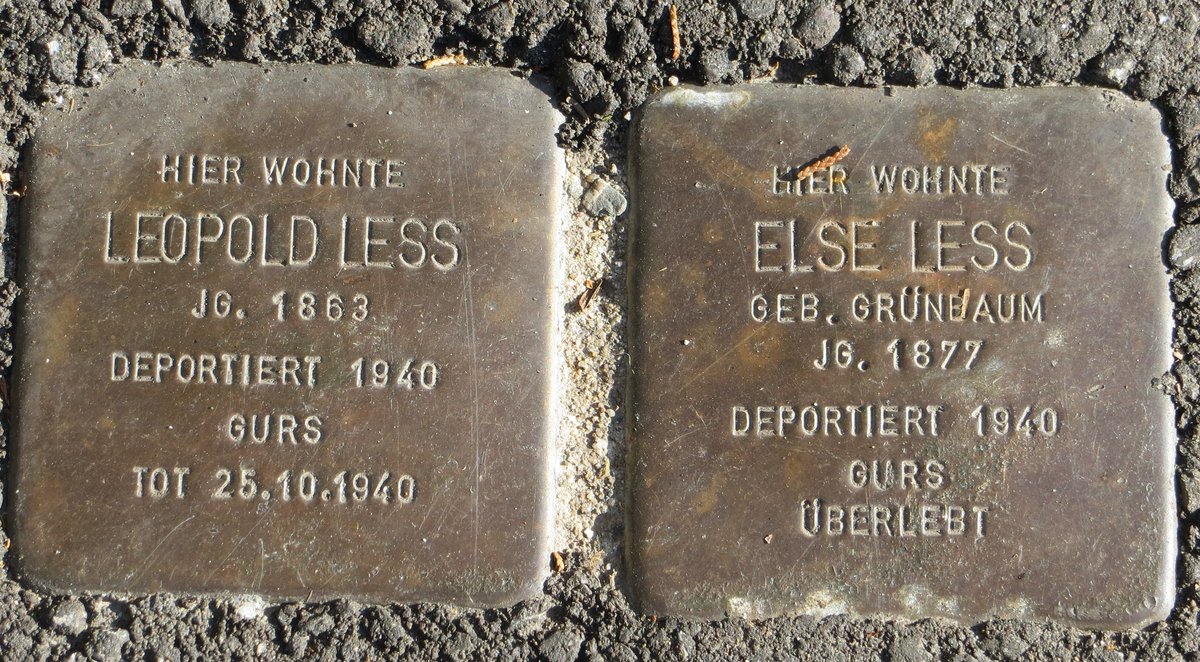 HIER WOHNTE
LEOPOLD LESS
JG. 1863
DEPORTIERT 1940
GURS
TOT 25.10.1940
HIER WOHNTE
ELSE LESS
GEB. GRÜNBAUM
JG. 1877
DEPORTIERT 1940
GURS
ÜBERLEBT